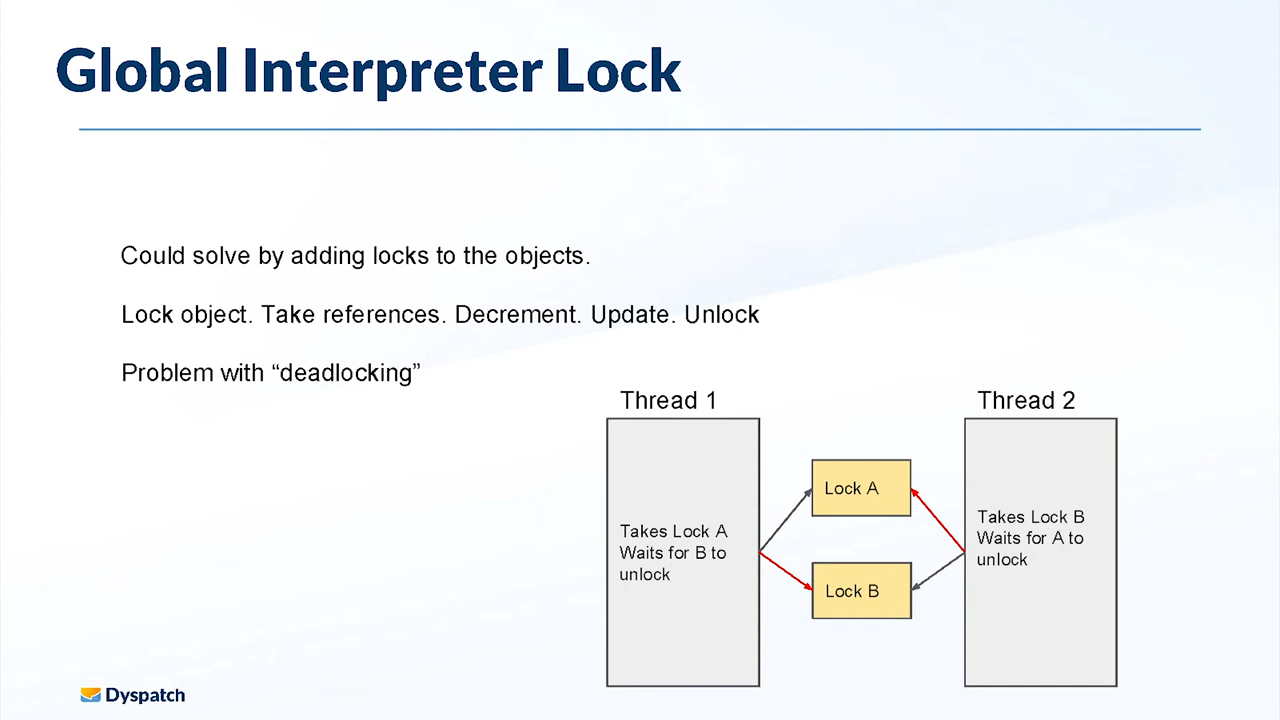 Global Interpreter Lock
Could solve by adding locks to the objects.
Lock object. Take references. Decrement. Update. Unlock
Problem with “deadlocking”
Thread 1
Thread 2
Takes Lock A
Waits for B to
unlock
Lock A
Lock B
Takes Lock B
Waits for A to
unlock
Dyspatch